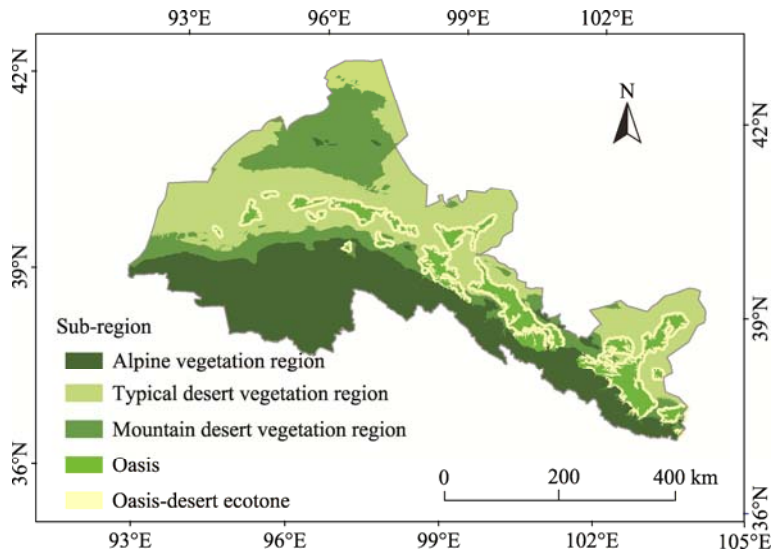 93°E 96°E 99°E 102°E
42°N
42°N
N
39°N
39°N
Sub-region
Alpine vegetation region
Typical desert vegetation region
Mountain desert vegetation region
Oasis
Oasis-desert ecotone
0 200 400 km
36°N
36°N
93°E 96°E 99°E 102°E 105°E